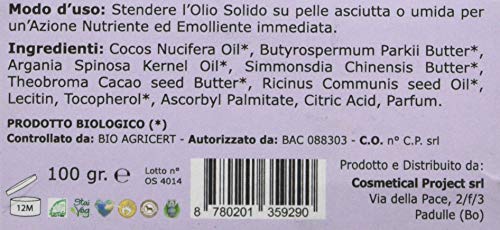 Modo d'uso: Stendere l'Olio Solido su pelle asciutta o umida per
un'Azione Nutriente ed Emolliente immediata.
Ingredienti: Cocos Nucifera Oil*, Butyrospermum Parkii Butter*,
Argania Spinosa Kernel Oil*, Simmonsdia Chinensis Butter*,
Theobroma Cacao seed Butter*, Ricinus Communis seed Oil*,
Lecitin, Tocopherol*, Ascorbyl Palmitate, Citric Acid, Parfum.
PRODOTTO BIOLOGICO (*)
Controllato da: BIO AGRICERT - Autorizzato da: BAC 088303 - C.O. n° C.P. srl
100 gr. e
Lotto n°
OS 4014
Prodotto e Distribuito da:
Cosmetical Project srl
Via della Pace, 2/f/3
Padulle (Bo)
12M
8 780201 359290